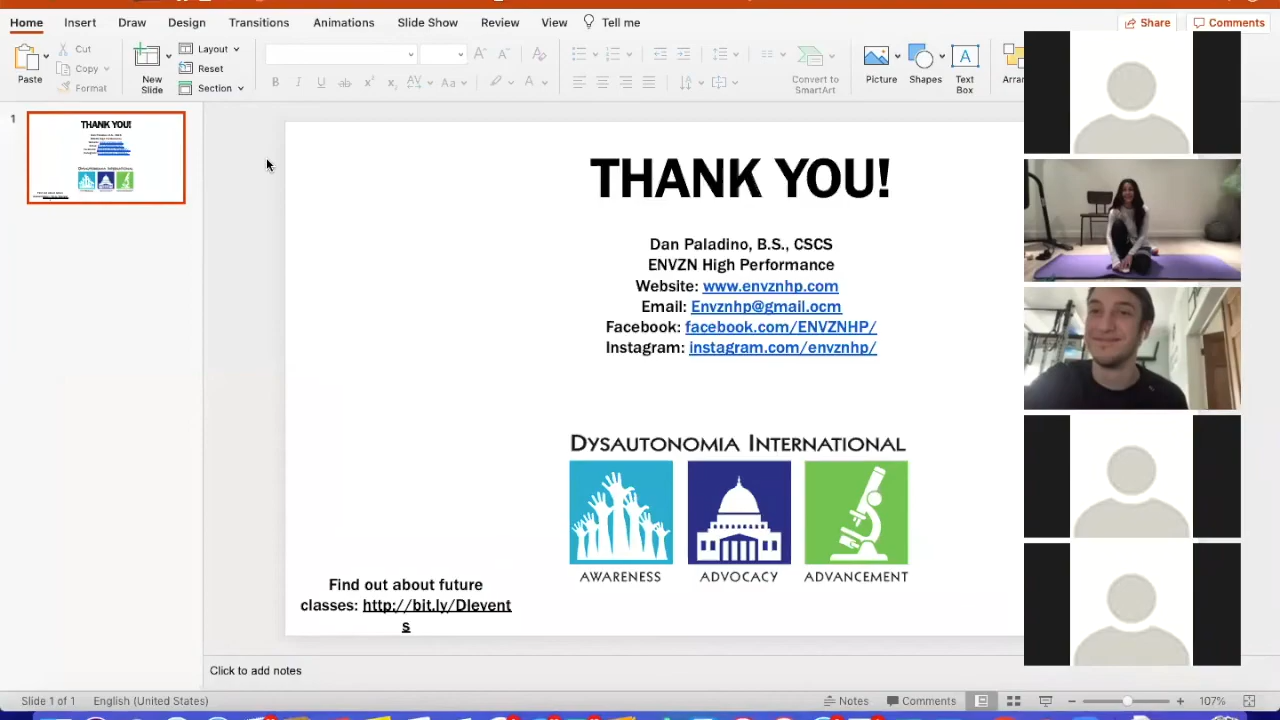 Home Insert Draw Design Transitions Animations Slide Show Review View Tell me Share Comments
Paste Cut Copy Format New Slide Layout Reset Section
Convert to SmartArt Picture Shapes Text Box Arran
1
THANK YOU!
Dan Paladino, B.S., CSCS
ENVZN High Performance
Website: www.envznhp.com
Email: Envznhp@gmail.ocm
Facebook: facebook.com/ENVZNHP/
Instagram: instagram.com/envznhp/
DYSAUTONOMIA INTERNATIONAL
AWARENESS ADVOCACY ADVANCEMENT
Find out about future
classes: http://bit.ly/DIevent
s
Click to add notes
Slide 1 of 1 English (United States) Notes Comments 107%